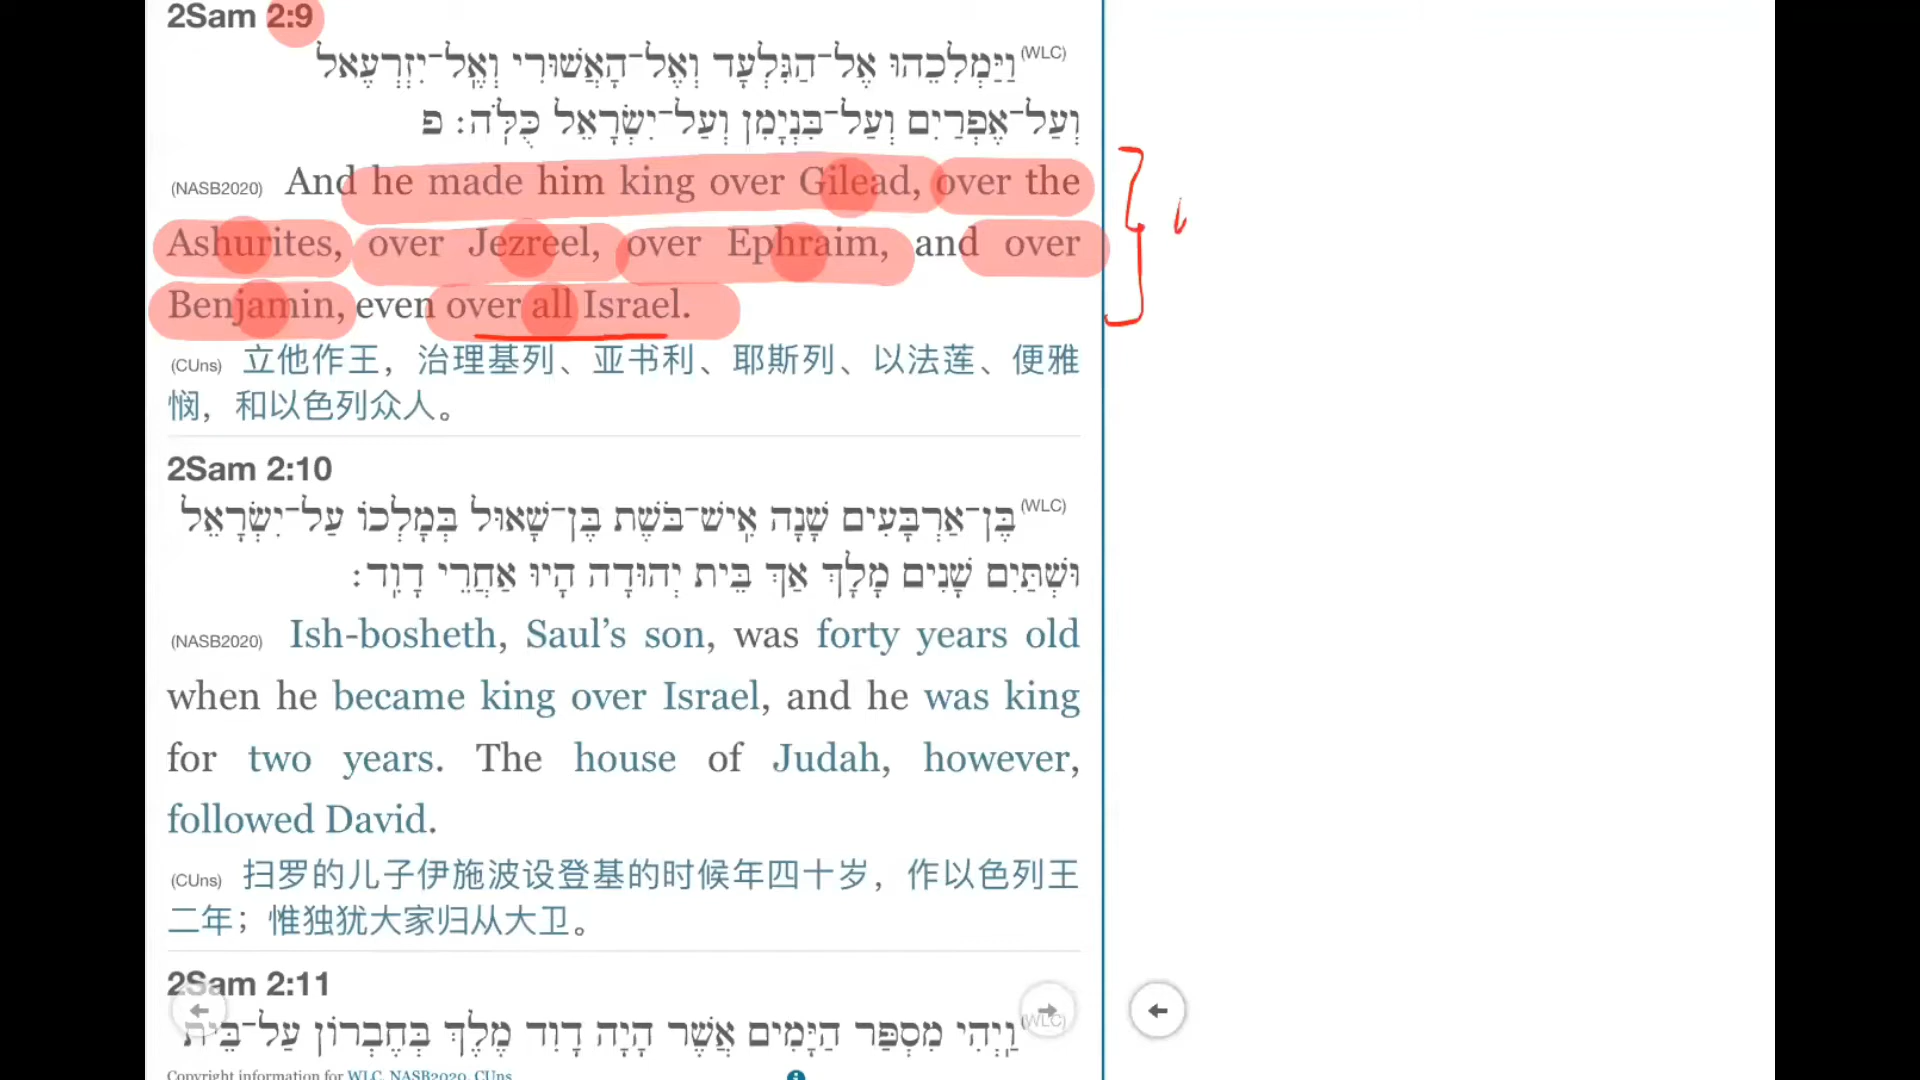 2Sam 2:9
(WLC) וַיַּמְלִכֵהוּ אֶל־הַגִּלְעָד וְאֶל־הָאֲשׁוּרִי וְאֶל־יִזְרְעֶאל
וְעַל־אֶפְרַיִם וְעַל־בִּנְיָמִן וְעַל־יִשְׂרָאֵל כֻּלֹּה׃ פ
(NASB2020) And he made him king over Gilead, over the
Ashurites, over Jezreel, over Ephraim, and over
Benjamin, even over all Israel.
(CUns) 立他作王，治理基列、亚书利、耶斯列、以法莲、便雅
悯，和以色列众人。
2Sam 2:10
(WLC) בֶּן־אַרְבָּעִים שָׁנָה אִישׁ־בֹּשֶׁת בֶּן־שָׁאוּל בְּמָלְכוֹ עַל־יִשְׂרָאֵל
וּשְׁתַּיִם שָׁנִים מָלָךְ אַךְ בֵּית יְהוּדָה הָיוּ אַחֲרֵי דָוִד׃
(NASB2020) Ish-bosheth, Saul’s son, was forty years old
when he became king over Israel, and he was king
for two years. The house of Judah, however,
followed David.
(CUns) 扫罗的儿子伊施波设登基的时候年四十岁，作以色列王
二年；惟独犹大家归从大卫。
2Sam 2:11
(WLC) וַיְהִי מִסְפַּר הַיָּמִים אֲשֶׁר הָיָה דָוִד מֶלֶךְ בְּחֶבְרוֹן עַל־בֵּית
Copyright information for WLC, NASB2020, CUns